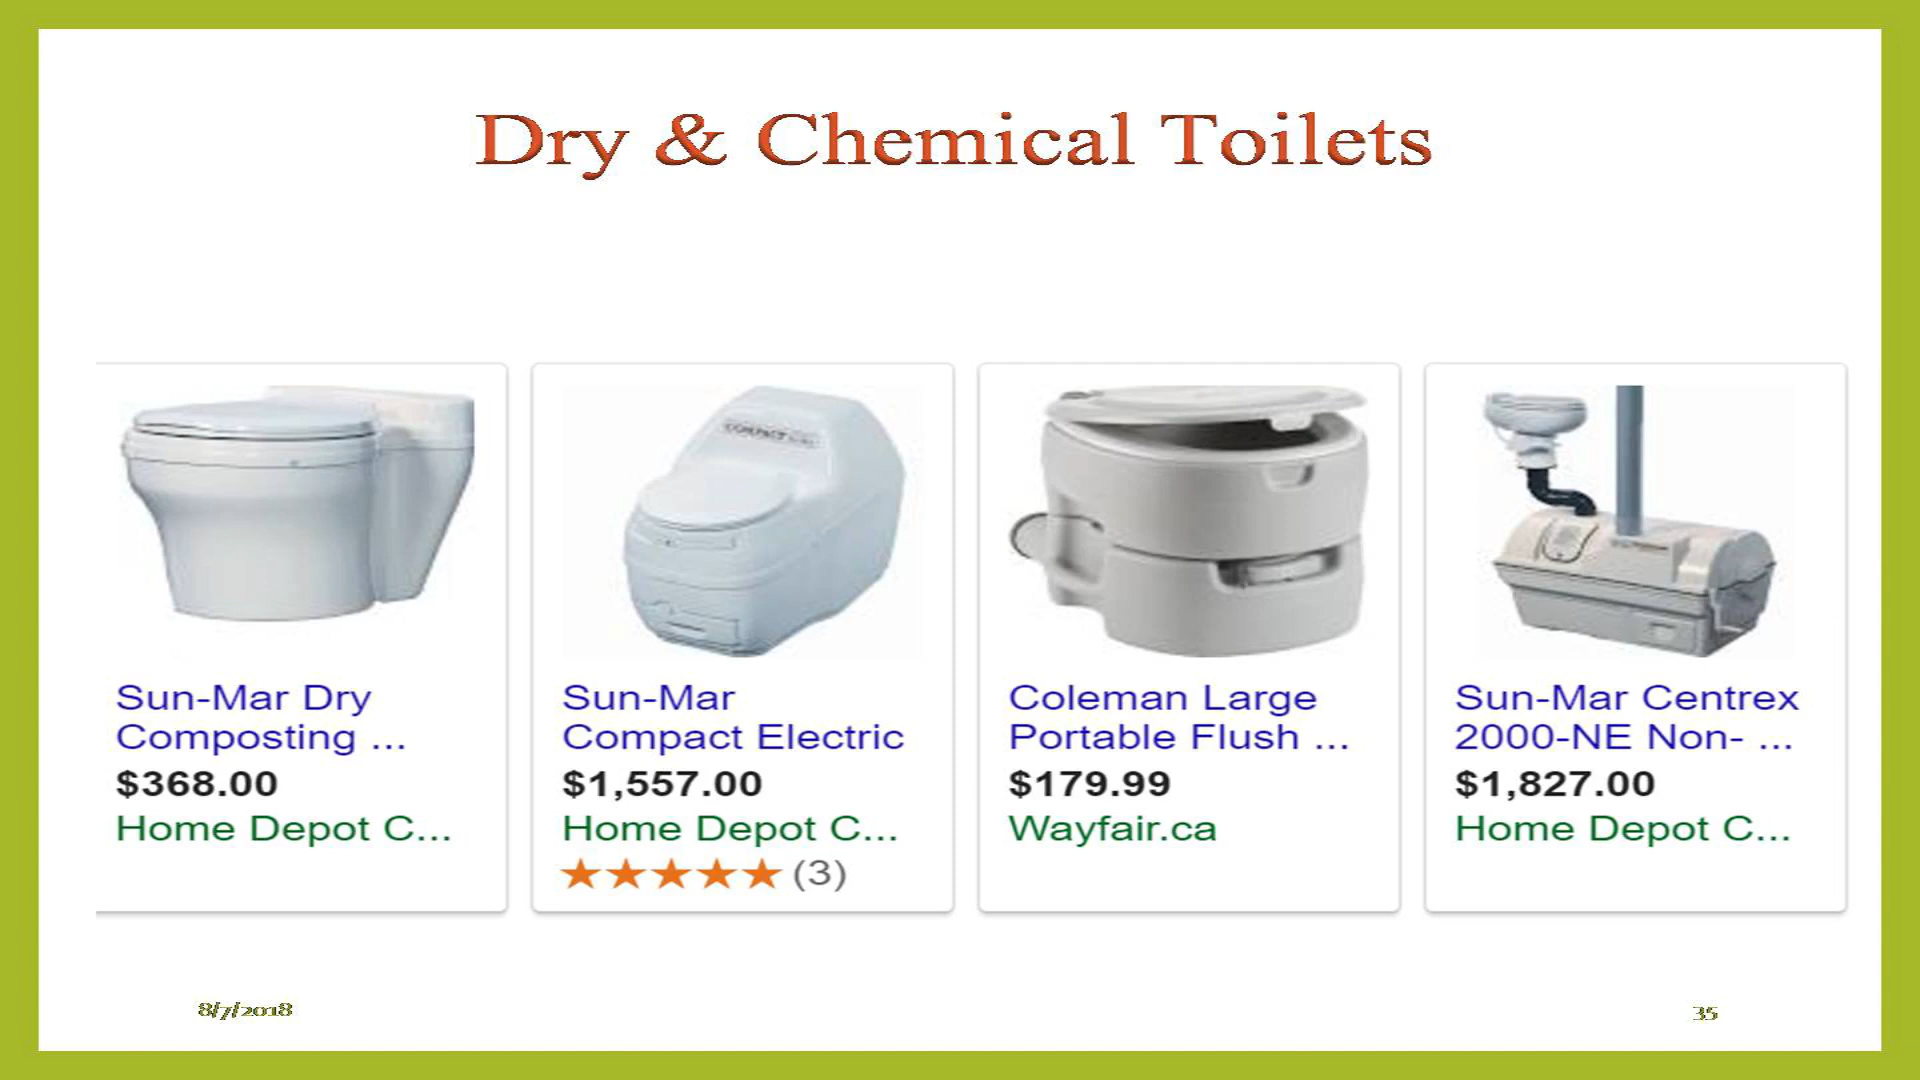 Dry & Chemical Toilets
COMPACT
Sun-Mar Dry
Composting ...
$368.00
Home Depot C...
Sun-Mar
Compact Electric
$1,557.00
Home Depot C...
(3)
Coleman Large
Portable Flush ...
$179.99
Wayfair.ca
Sun-Mar Centrex
2000-NE Non- ...
$1,827.00
Home Depot C...
8/7/2018
35